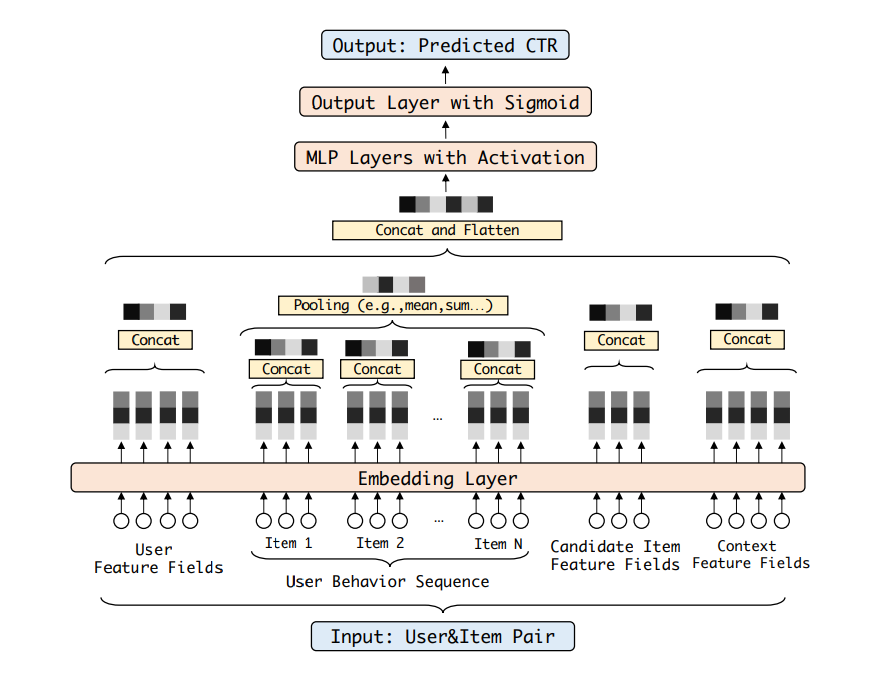 Output: Predicted CTR
Output Layer with Sigmoid
MLP Layers with Activation
Concat and Flatten
Pooling (e.g.,mean,sum...)
Concat
Concat
Concat
Concat
Concat
Concat
...
Embedding Layer
...
Item 1
Item 2
Item N
User
Feature Fields
User Behavior Sequence
Candidate Item
Feature Fields
Context
Feature Fields
Input: User&Item Pair